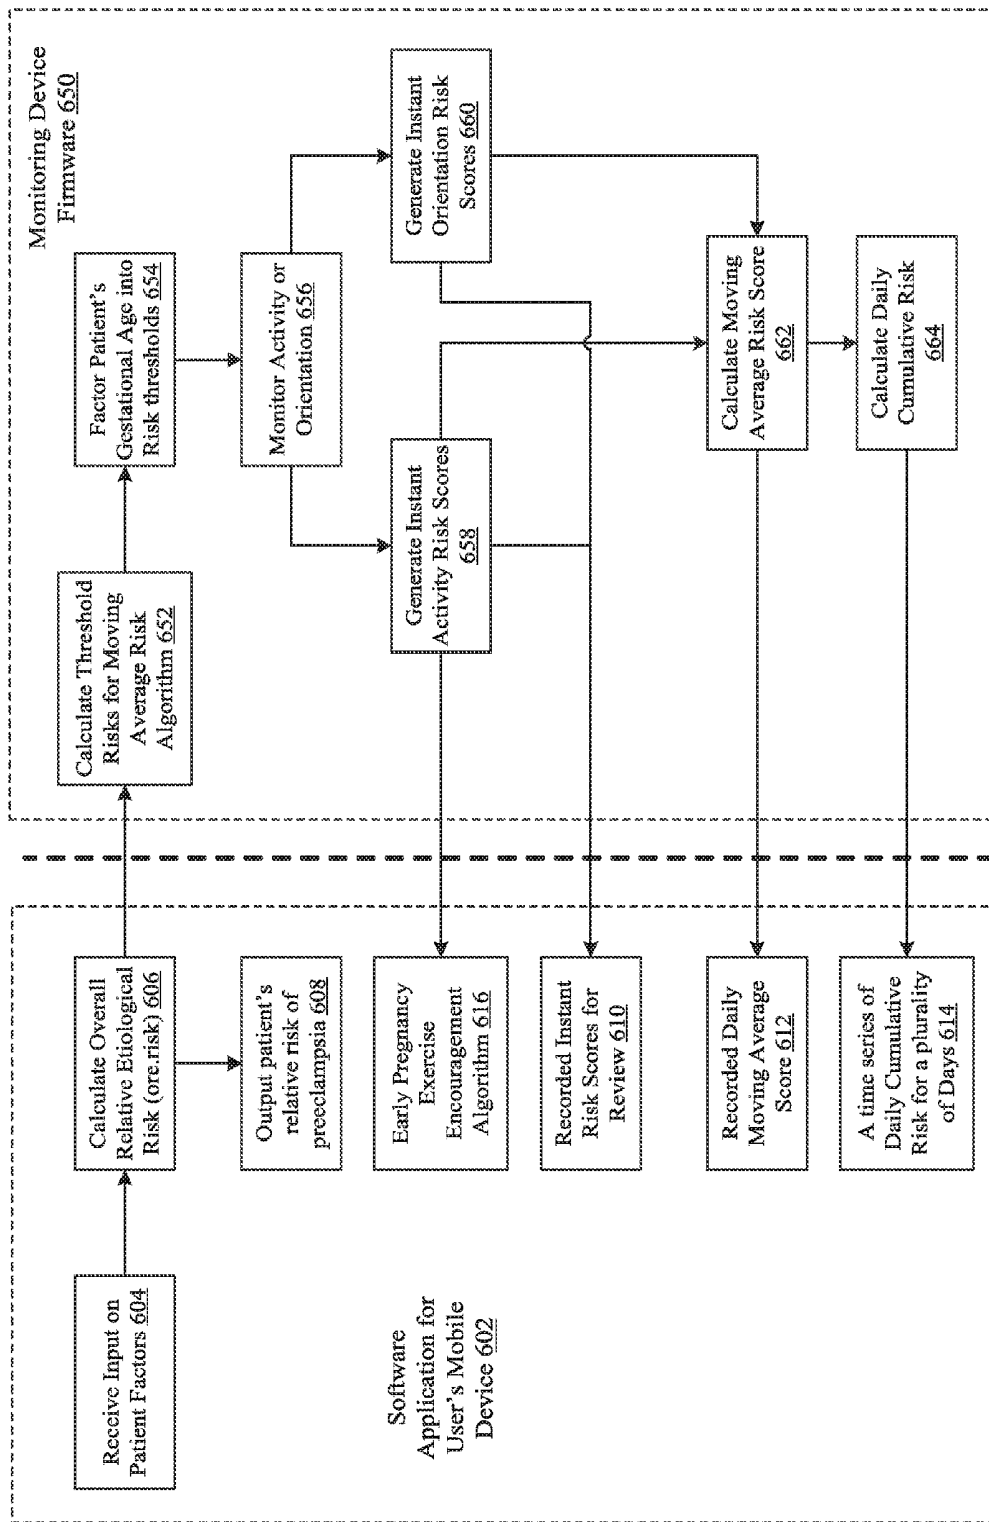 Monitoring Device
Firmware 650
Calculate Threshold
Risks for Moving
Average Risk
Algorithm 652
Factor Patient's
Gestational Age into
Risk thresholds 654
Monitor Activity or
Orientation 656
Generate Instant
Activity Risk Scores
658
Generate Instant
Orientation Risk
Scores 660
Calculate Moving
Average Risk Score
662
Calculate Daily
Cumulative Risk
664
Receive Input on
Patient Factors 604
Calculate Overall
Relative Etiological
Risk (ore.risk) 606
Output patient's
relative risk of
preeclampsia 608
Early Pregnancy
Exercise
Encouragement
Algorithm 616
Recorded Instant
Risk Scores for
Review 610
Recorded Daily
Moving Average
Score 612
A time series of
Daily Cumulative
Risk for a plurality
of Days 614
Software
Application for
User's Mobile
Device 602